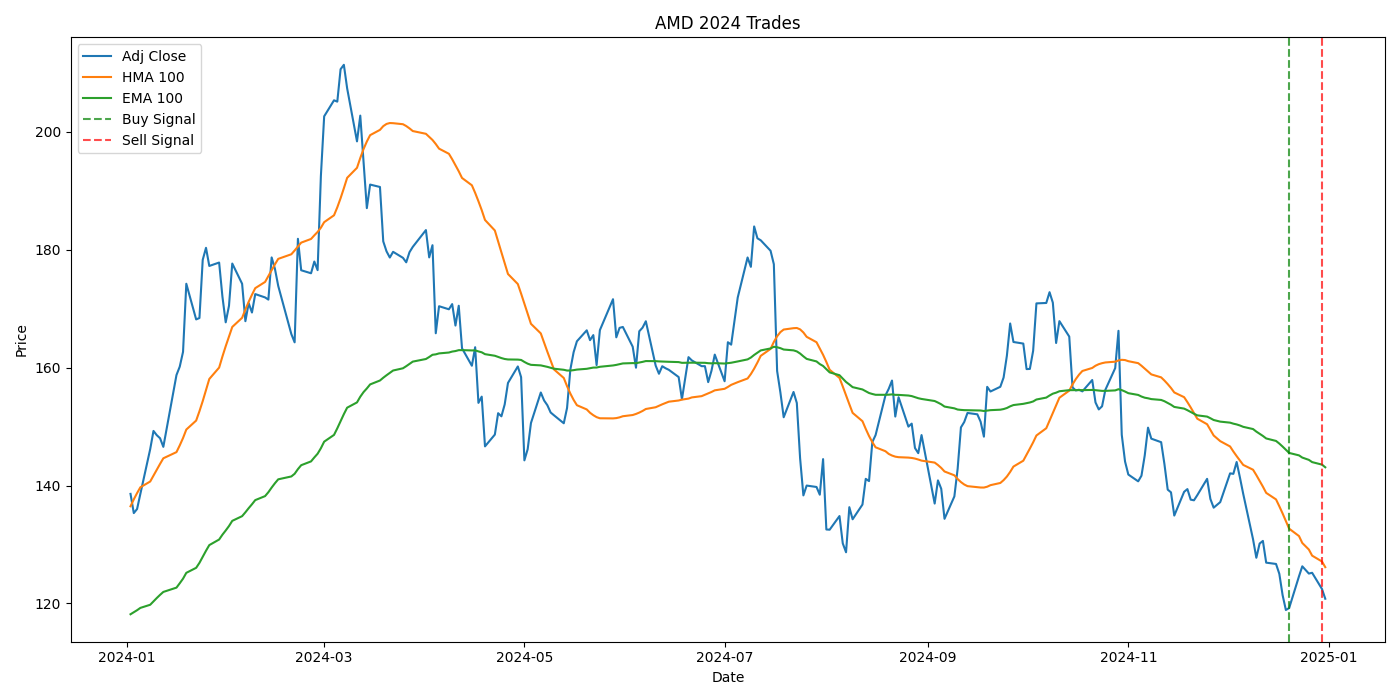 AMD 2024 Trades
Adj Close
HMA 100
EMA 100
Buy Signal
Sell Signal
Price
200
180
160
140
120
2024-01
2024-03
2024-05
2024-07
2024-09
2024-11
2025-01
Date